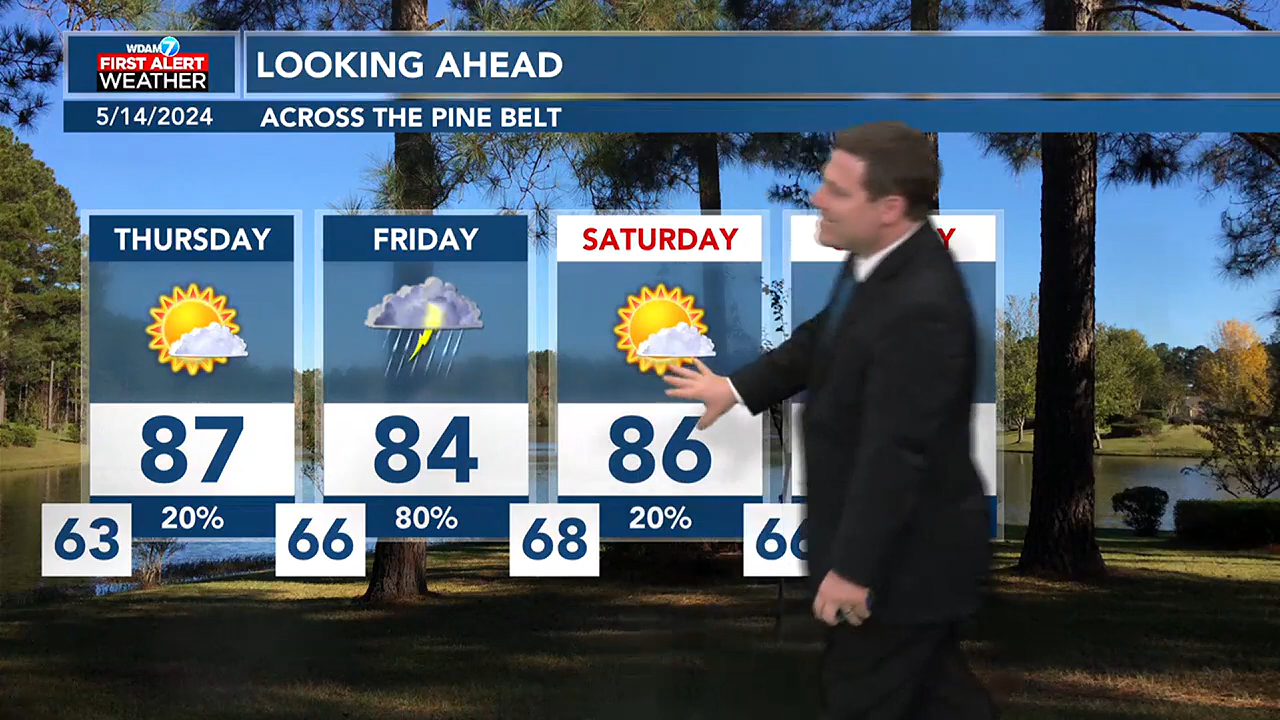 WDAM 7
FIRST ALERT
WEATHER
LOOKING AHEAD
5/14/2024
ACROSS THE PINE BELT
THURSDAY
FRIDAY
SATURDAY
87
84
86
20%
80%
20%
63
66
68